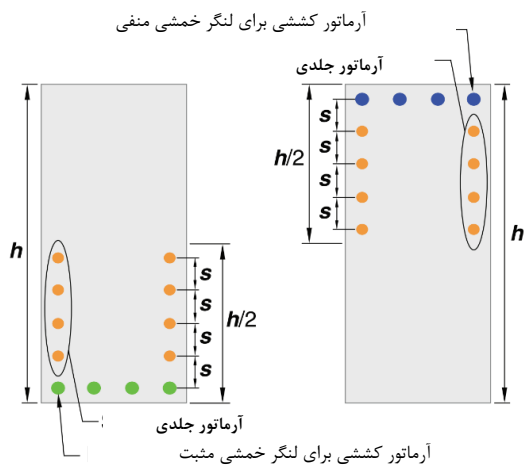 آرماتور کششی برای لنگر خمشی منفی
آرماتور جلدی
s
s
s
s
h/2
h
h
s
s
s
s
h/2
آرماتور جلدی
آرماتور کششی برای لنگر خمشی مثبت